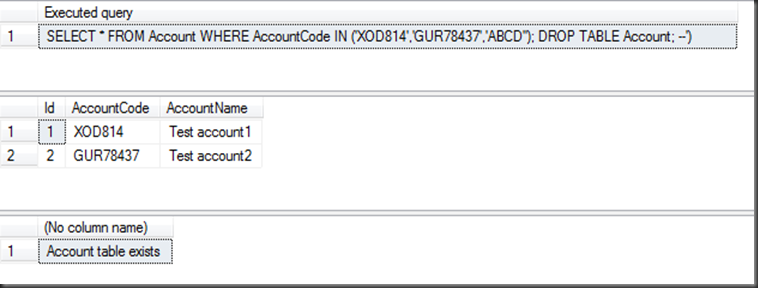 Executed query
1 SELECT * FROM Account WHERE AccountCode IN ('XOD814','GUR78437','ABCD''); DROP TABLE Account; --')
Id AccountCode AccountName
1 1 XOD814 Test account1
2 2 GUR78437 Test account2
(No column name)
1 Account table exists